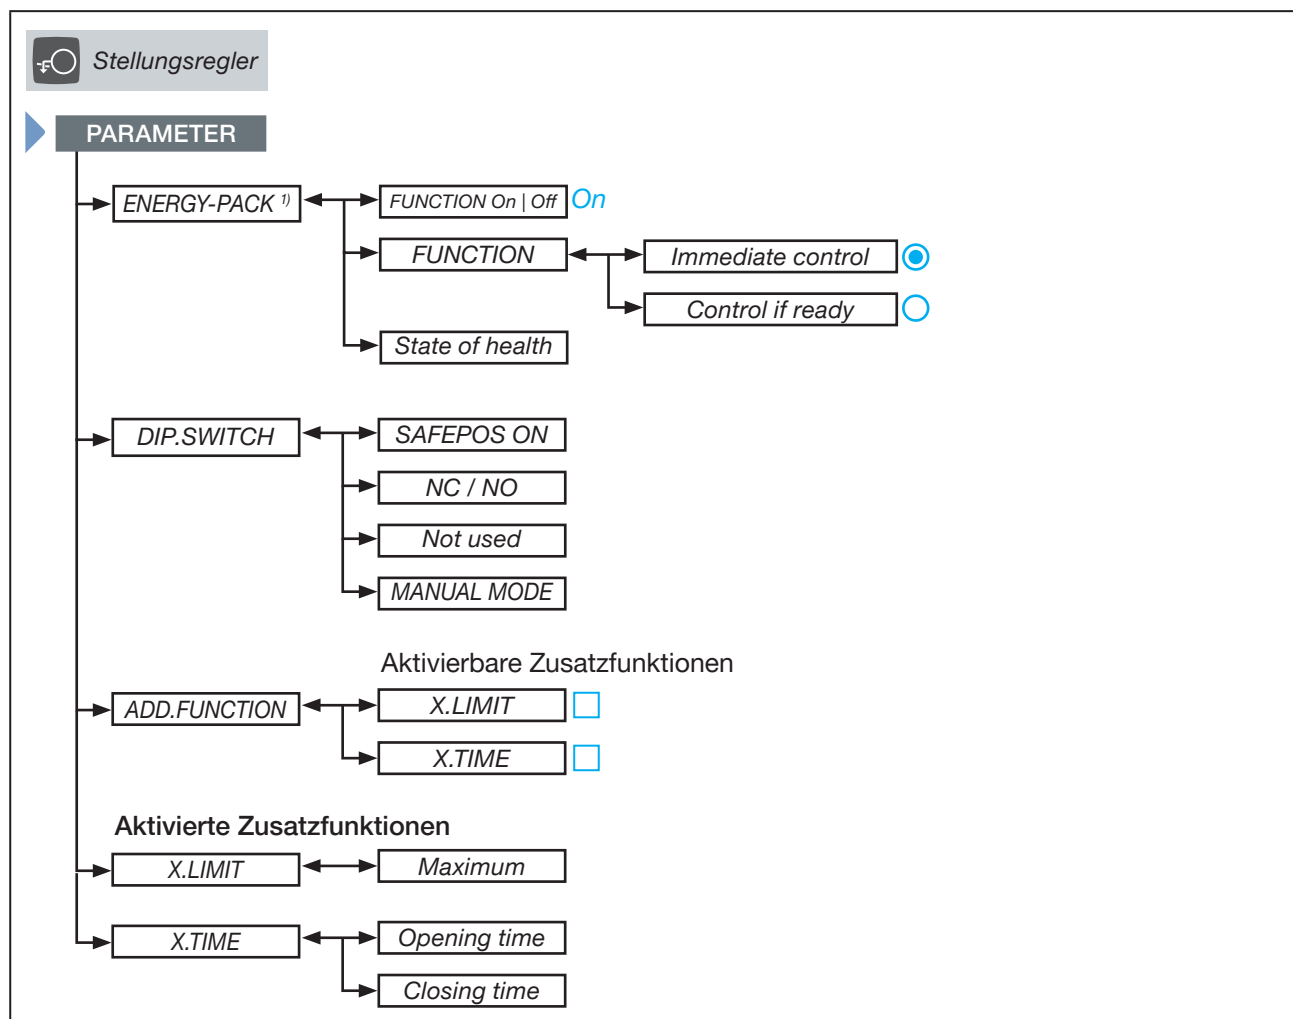 Stellungsregler
PARAMETER
ENERGY-PACK 1)
FUNCTION On | Off
On
FUNCTION
Immediate control
Control if ready
State of health
DIP.SWITCH
SAFEPOS ON
NC / NO
Not used
MANUAL MODE
Aktivierbare Zusatzfunktionen
ADD.FUNCTION
X.LIMIT
X.TIME
Aktivierte Zusatzfunktionen
X.LIMIT
Maximum
X.TIME
Opening time
Closing time